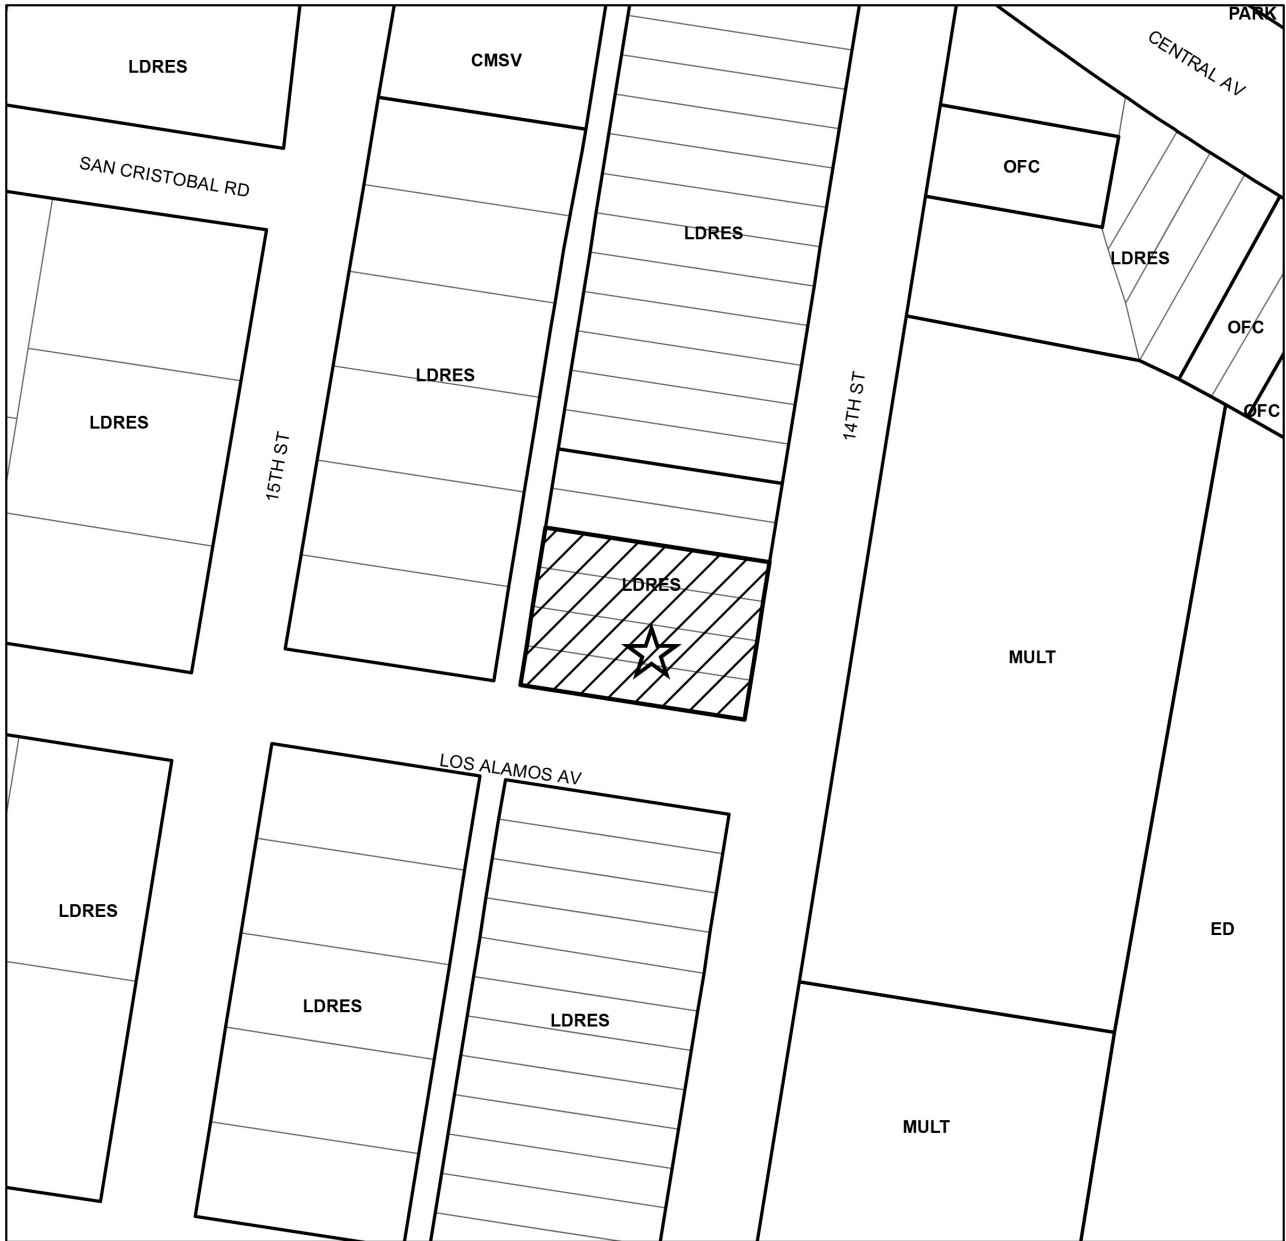 PARK
CENTRAL AV
LDRES
CMSV
SAN CRISTOBAL RD
OFC
LDRES
LDRES
OFC
LDRES
14TH ST
OFC
LDRES
15TH ST
LDRES
MULT
LOS ALAMOS AV
LDRES
ED
LDRES
LDRES
MULT